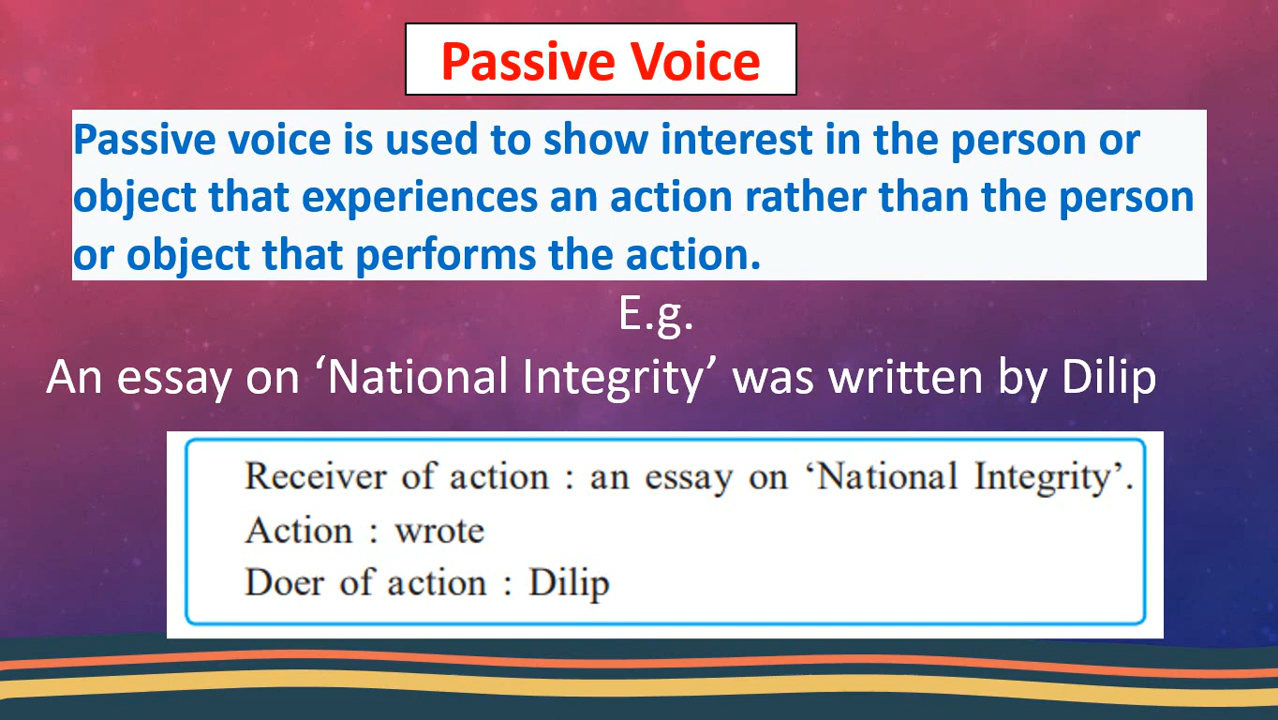 Passive Voice
Passive voice is used to show interest in the person or
object that experiences an action rather than the person
or object that performs the action.
E.g.
An essay on ‘National Integrity’ was written by Dilip
Receiver of action : an essay on ‘National Integrity’.
Action : wrote
Doer of action : Dilip